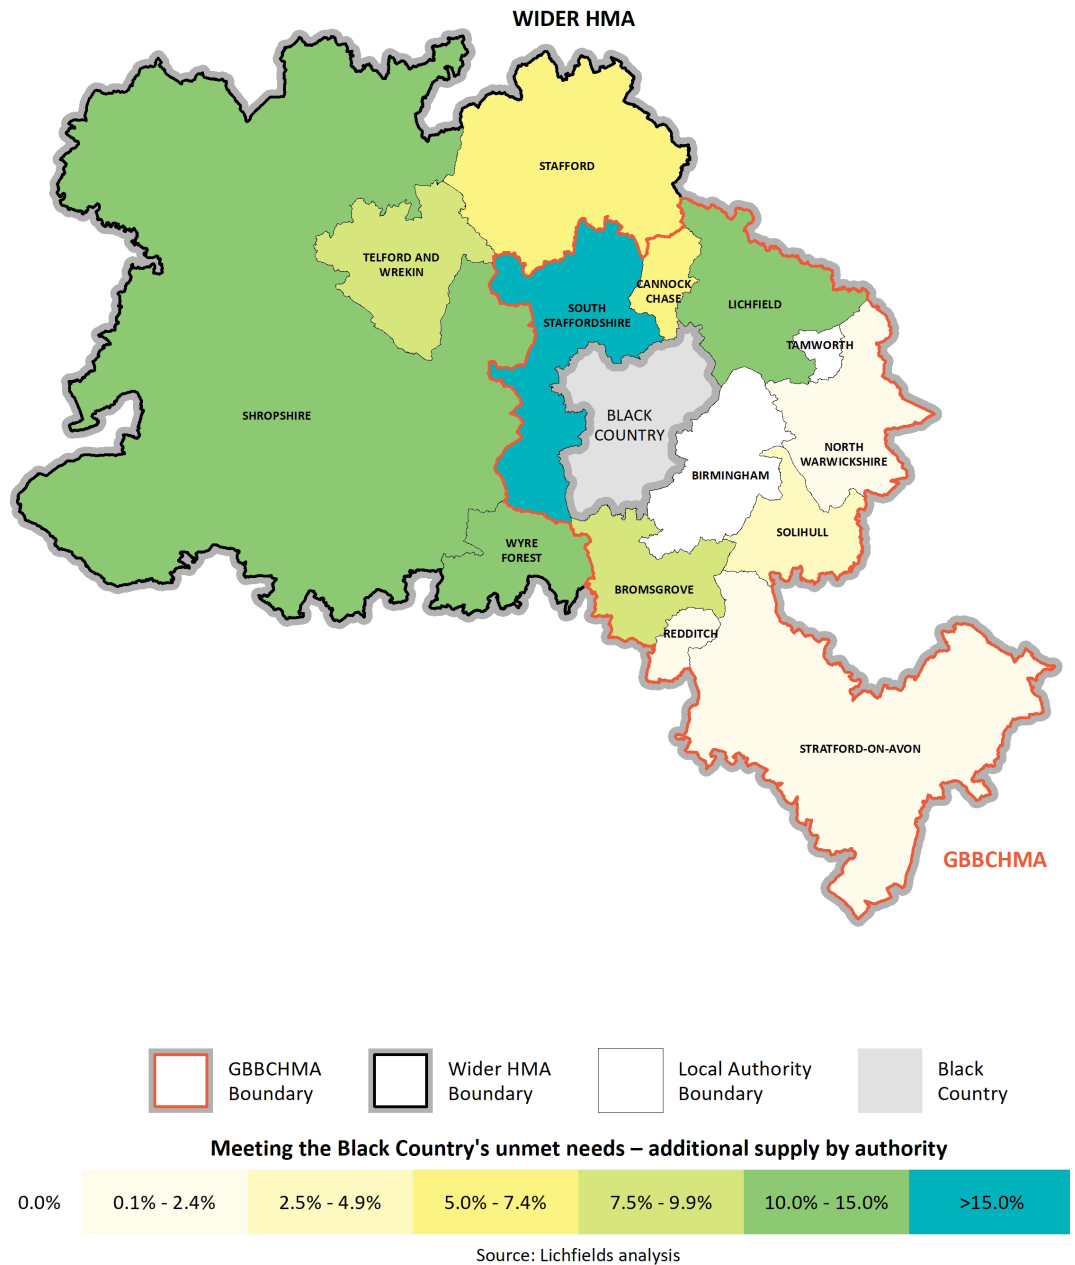 WIDER HMA
STAFFORD
TELFORD AND
WREKIN
CANNOCK
CHASE
SOUTH
STAFFORDSHIRE
LICHFIELD
TAMWORTH
SHROPSHIRE
BLACK
COUNTRY
NORTH
WARWICKSHIRE
BIRMINGHAM
SOLIHULL
WYRE
FOREST
BROMSGROVE
REDDITCH
STRATFORD-ON-AVON
GBBCHMA
GBBCHMA
Boundary
Wider HMA
Boundary
Local Authority
Boundary
Black
Country
Meeting the Black Country's unmet needs – additional supply by authority
0.0%
0.1% - 2.4%
2.5% - 4.9%
5.0% - 7.4%
7.5% - 9.9%
10.0% - 15.0%
>15.0%
Source: Lichfields analysis